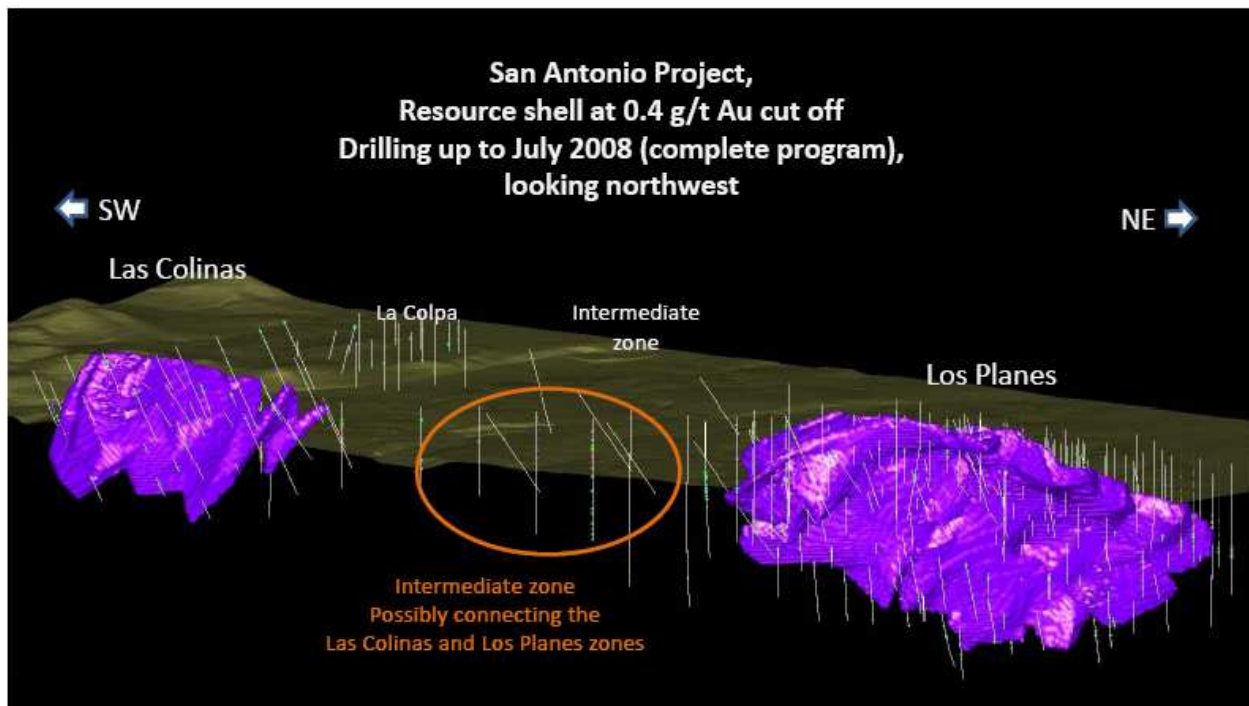 San Antonio Project,
Resource shell at 0.4 g/t Au cut off
Drilling up to July 2008 (complete program),
looking northwest
SW
NE
Las Colinas
La Colpa
Intermediate
zone
Los Planes
Intermediate zone
Possibly connecting the
Las Colinas and Los Planes zones